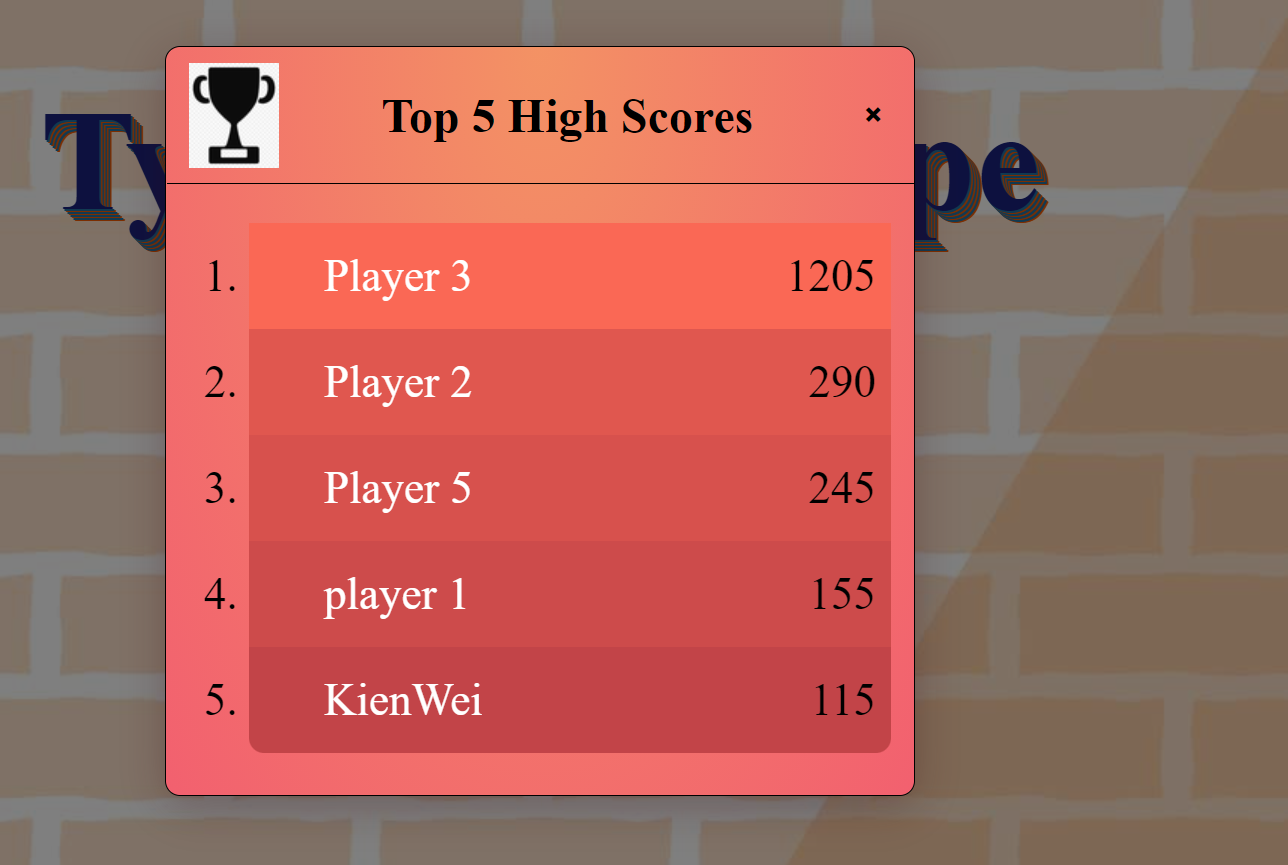 Top 5 High Scores ×
1. Player 3 1205
2. Player 2 290
3. Player 5 245
4. player 1 155
5. KienWei 115